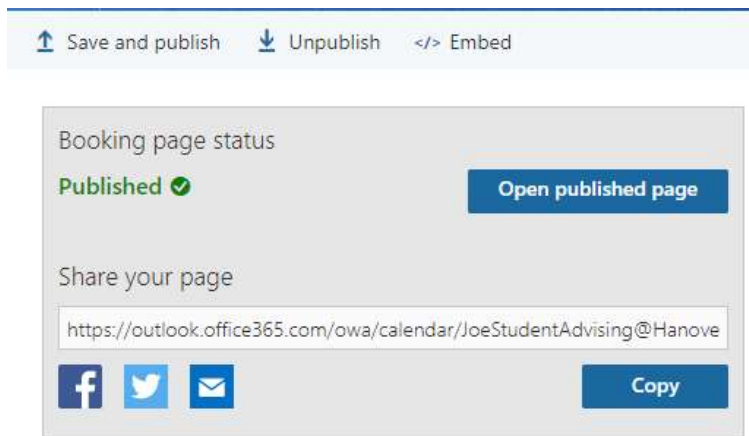 Save and publish Unpublish </> Embed
Booking page status
Published
Open published page
Share your page
https://outlook.office365.com/owa/calendar/JoeStudentAdvising@Hanove
Copy